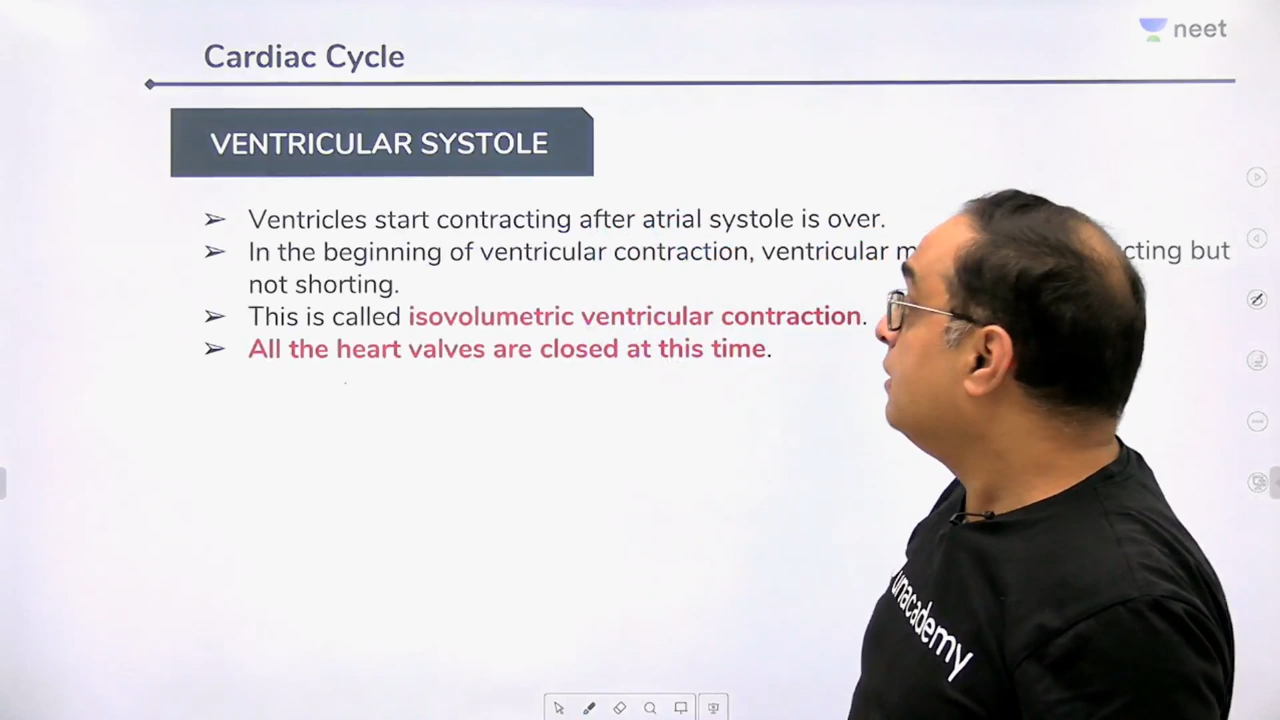 neet
Cardiac Cycle
VENTRICULAR SYSTOLE
➢ Ventricles start contracting after atrial systole is over.
➢ In the beginning of ventricular contraction, ventricular but
not shorting.
➢ This is called isovolumetric ventricular contraction.
➢ All the heart valves are closed at this time.
unacademy